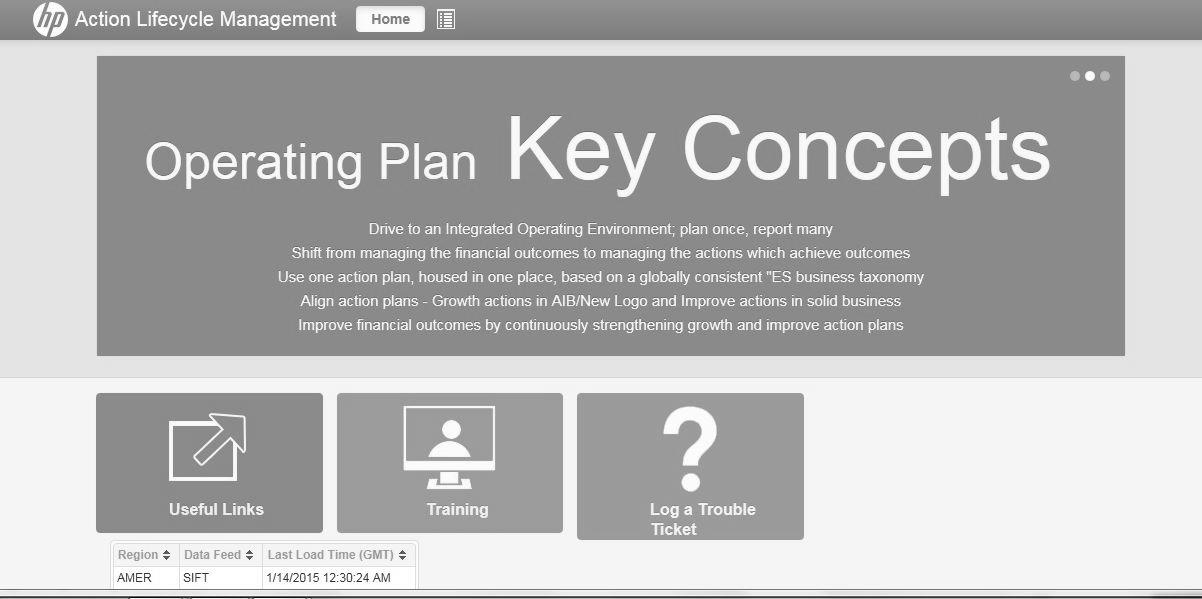 hp Action Lifecycle Management Home
Operating Plan Key Concepts
Drive to an Integrated Operating Environment; plan once, report many
Shift from managing the financial outcomes to managing the actions which achieve outcomes
Use one action plan, housed in one place, based on a globally consistent "ES business taxonomy
Align action plans - Growth actions in AIB/New Logo and Improve actions in solid business
Improve financial outcomes by continuously strengthening growth and improve action plans
Useful Links
Training
Log a Trouble
Ticket
Region Data Feed Last Load Time (GMT)
AMER SIFT 1/14/2015 12:30:24 AM